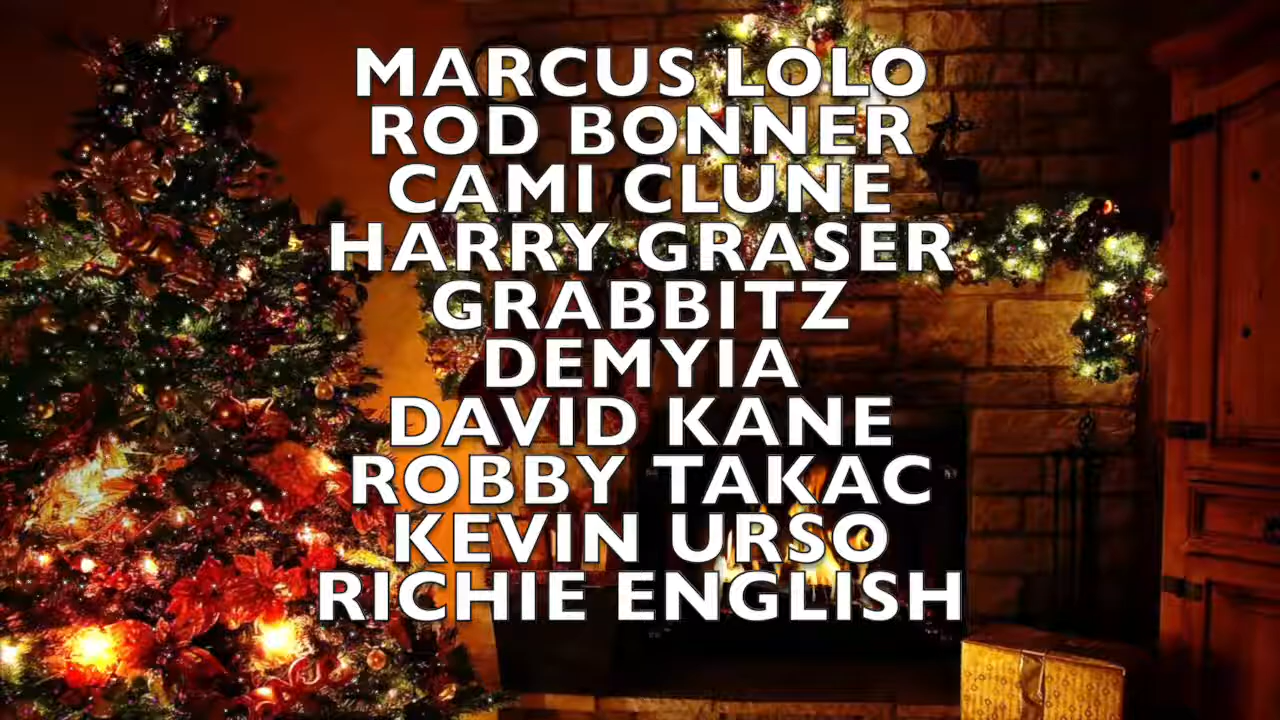 MARCUS LOLO
ROD BONNER
CAMI CLUNE
HARRY GRASER
GRABBITZ
DEMYIA
DAVID KANE
ROBBY TAKAC
KEVIN URSO
RICHIE ENGLISH